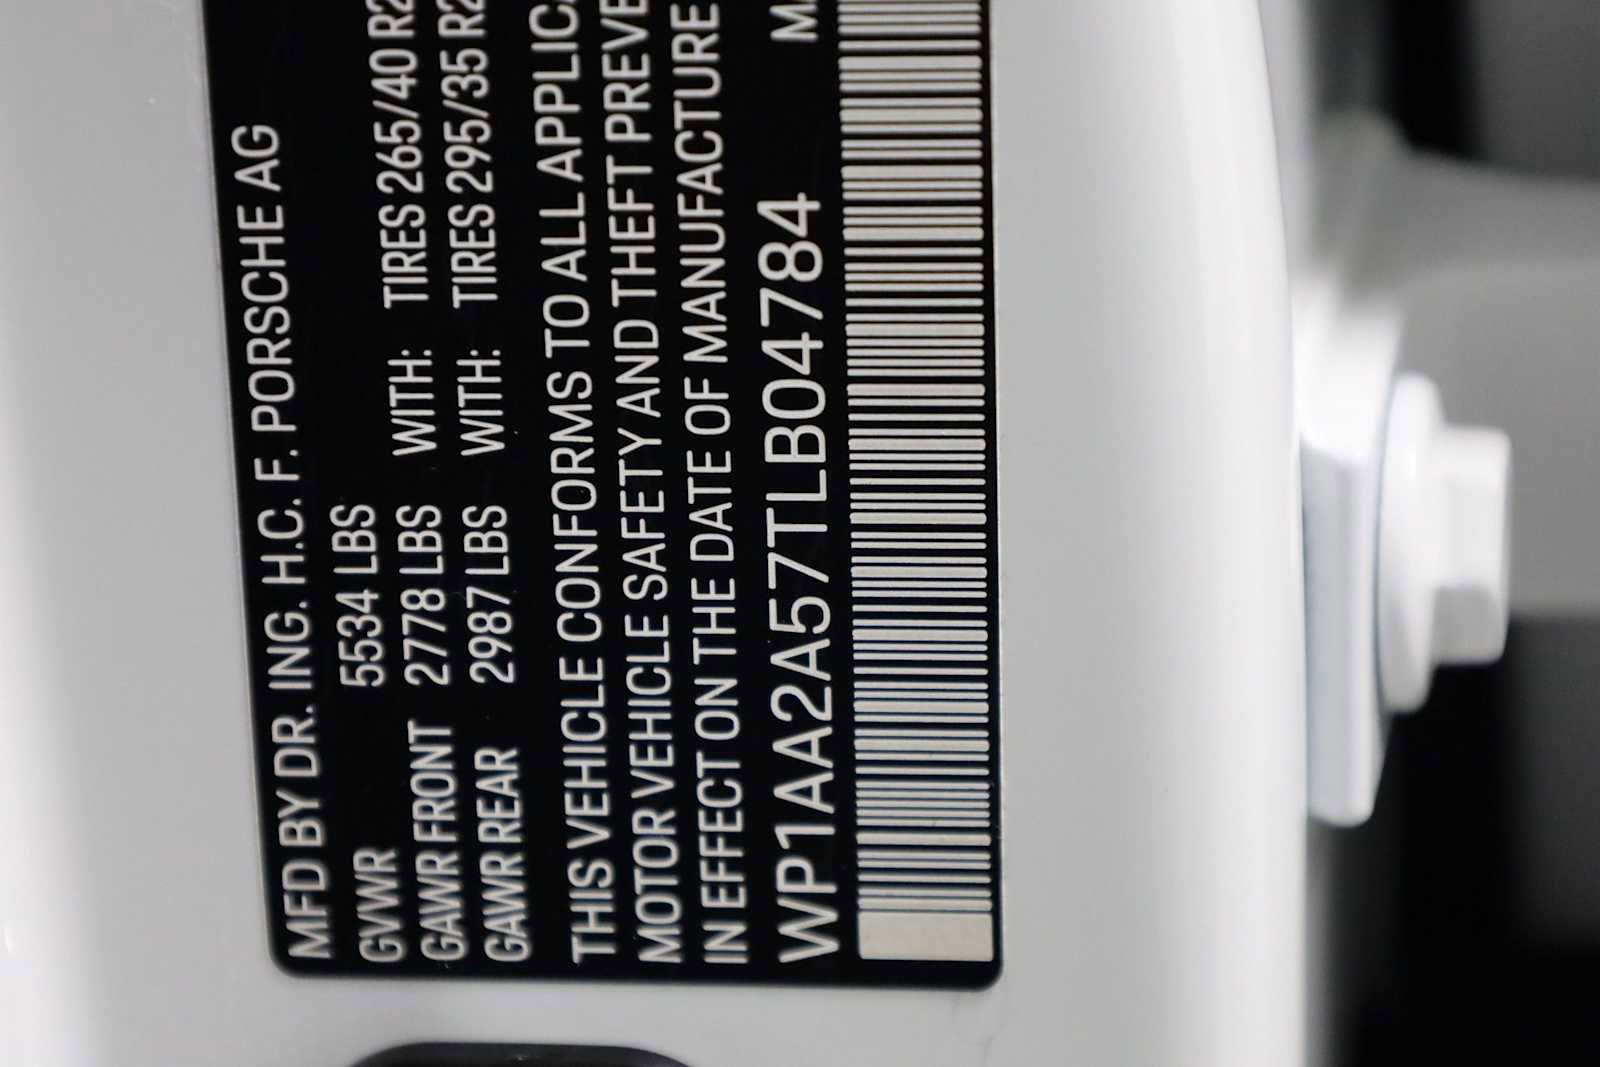 MFD BY DR. ING. H.C. F. PORSCHE AG
GVWR 5534 LBS
GAWR FRONT 2778 LBS WITH: TIRES 265/40 R2
GAWR REAR 2987 LBS WITH: TIRES 295/35 R2
THIS VEHICLE CONFORMS TO ALL APPLICA
MOTOR VEHICLE SAFETY AND THEFT PREVE
IN EFFECT ON THE DATE OF MANUFACTURE
WP1AA2A57TLB04784 MA